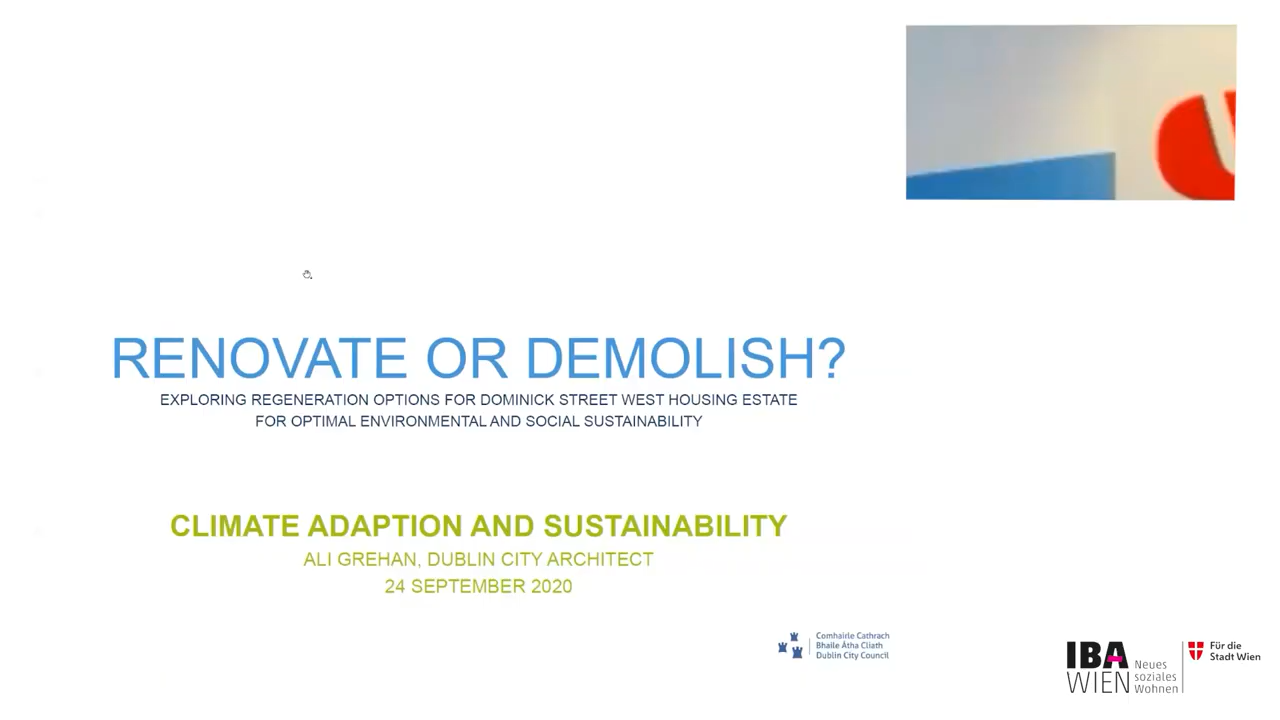 RENOVATE OR DEMOLISH?
EXPLORING REGENERATION OPTIONS FOR DOMINICK STREET WEST HOUSING ESTATE
FOR OPTIMAL ENVIRONMENTAL AND SOCIAL SUSTAINABILITY
CLIMATE ADAPTION AND SUSTAINABILITY
ALI GREHAN, DUBLIN CITY ARCHITECT
24 SEPTEMBER 2020
Comhairle Cathrach
Bhaile Átha Cliath
Dublin City Council
IBA
WIEN
Neues
soziales
Wohnen
Für die
Stadt Wien